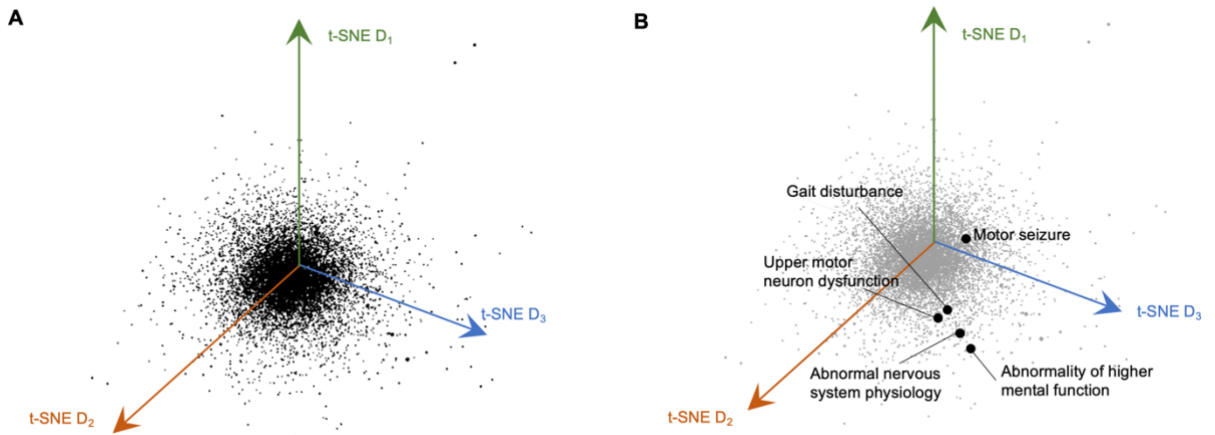 A
t-SNE D₁
t-SNE D₃
t-SNE D₂
B
t-SNE D₁
Gait disturbance
Motor seizure
Upper motor
neuron dysfunction
t-SNE D₃
Abnormal nervous
system physiology
Abnormality of higher
mental function
t-SNE D₂